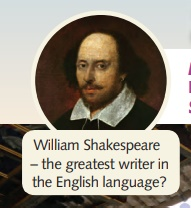 William Shakespeare
– the greatest writer in
the English language?